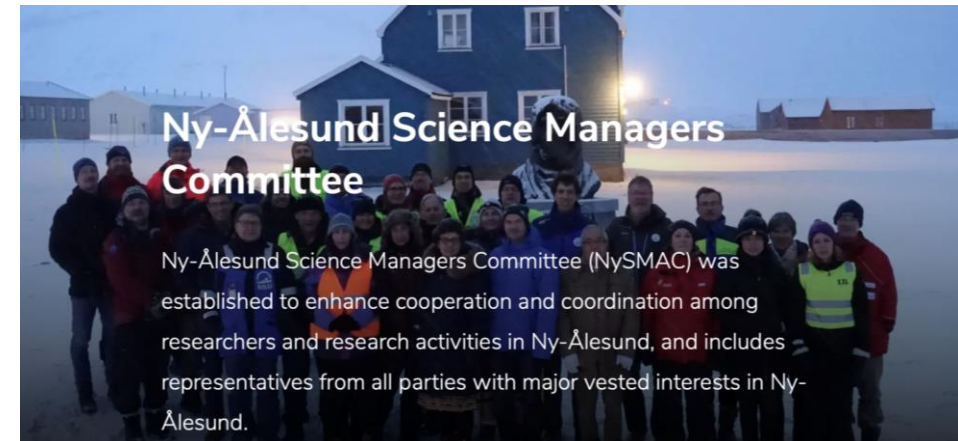 Ny-Ålesund Science Managers
Committee
Ny-Ålesund Science Managers Committee (NySMAC) was
established to enhance cooperation and coordination among
researchers and research activities in Ny-Ålesund, and includes
representatives from all parties with major vested interests in Ny-
Ålesund.